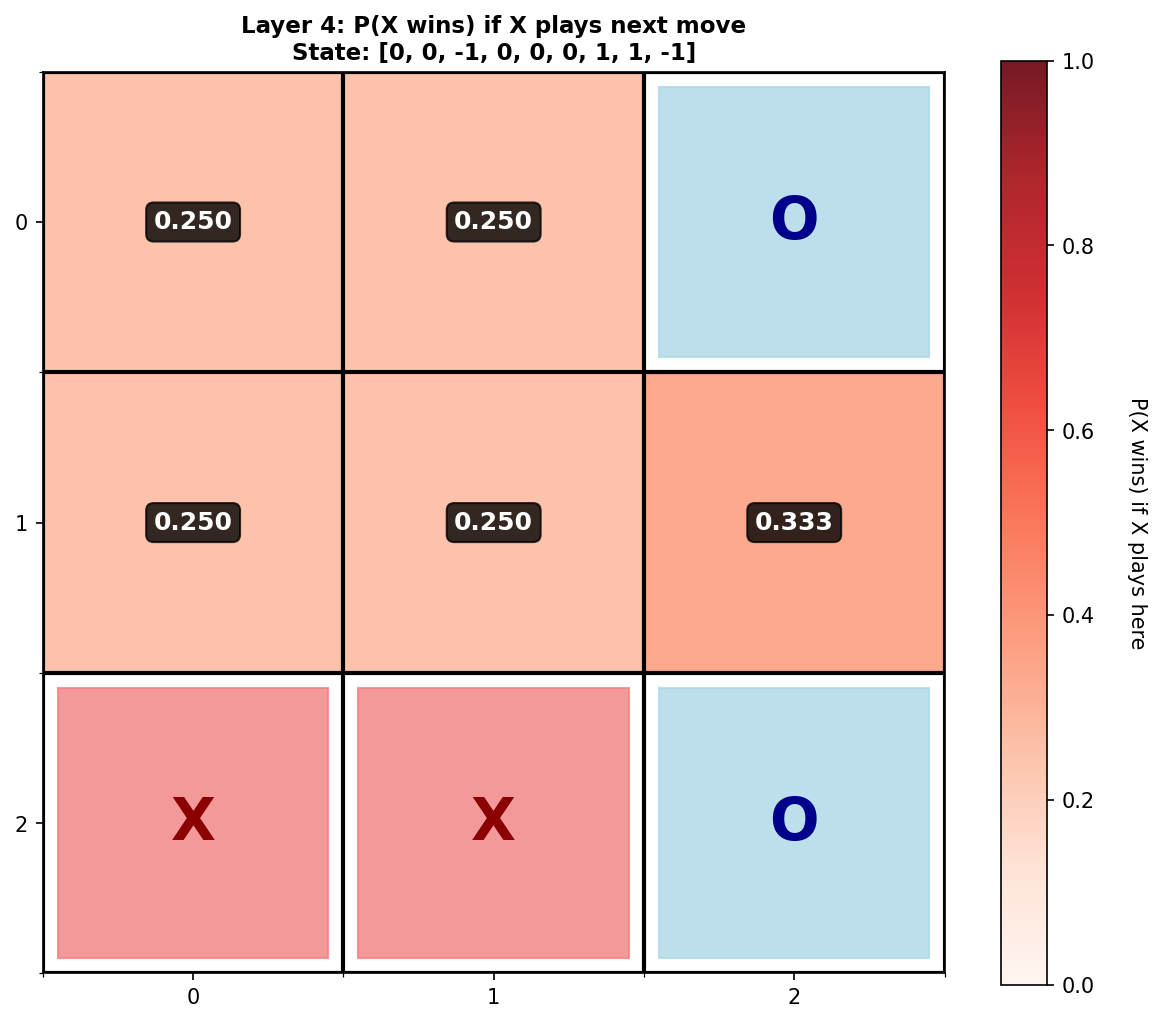 Layer 4: P(X wins) if X plays next move
State: [0, 0, -1, 0, 0, 0, 1, 1, -1]
0
0.250
0.250
O
1
0.250
0.250
0.333
2
X
X
O
0
1
2
1.0
0.8
0.6
0.4
0.2
0.0
P(X wins) if X plays here